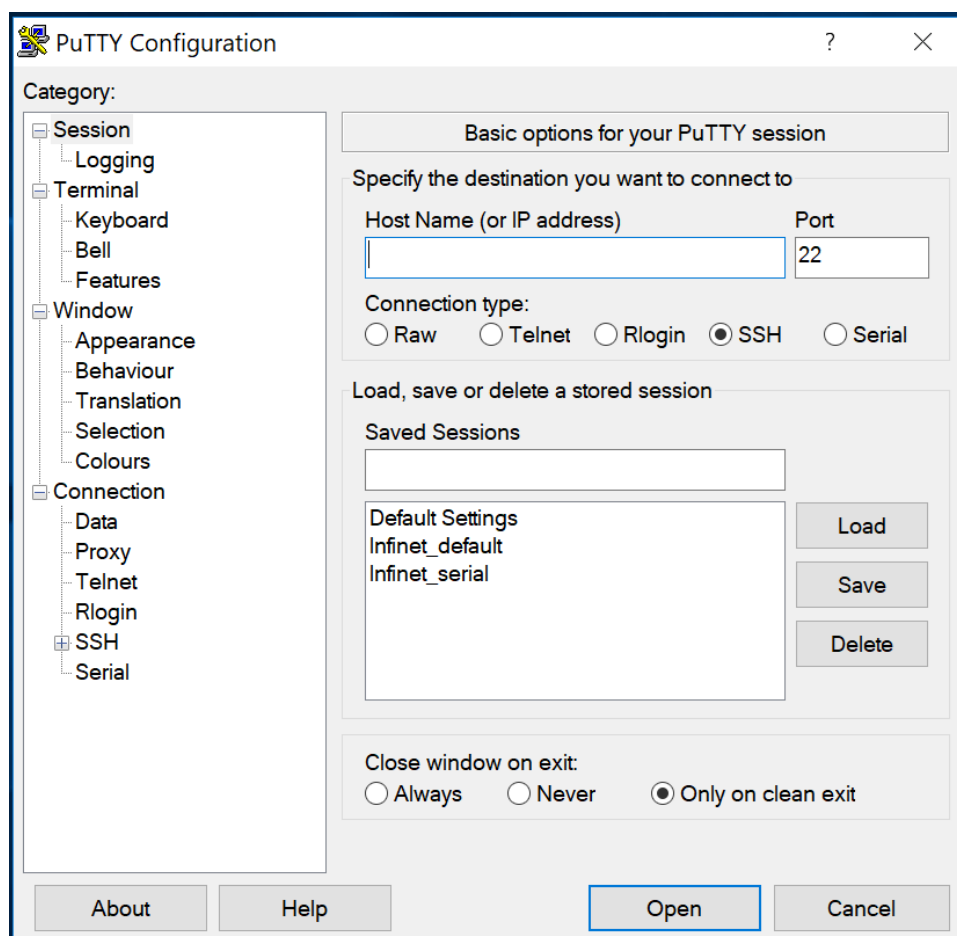 PuTTY Configuration
?
Category:
Session
Logging
Terminal
Keyboard
Bell
Features
Window
Appearance
Behaviour
Translation
Selection
Colours
Connection
Data
Proxy
Telnet
Rlogin
SSH
Serial
Basic options for your PuTTY session
Specify the destination you want to connect to
Host Name (or IP address) Port
22
Connection type:
Raw Telnet Rlogin SSH Serial
Load, save or delete a stored session
Saved Sessions
Default Settings
Infinet_default
Infinet_serial
Load
Save
Delete
Close window on exit:
Always Never Only on clean exit
About Help Open Cancel